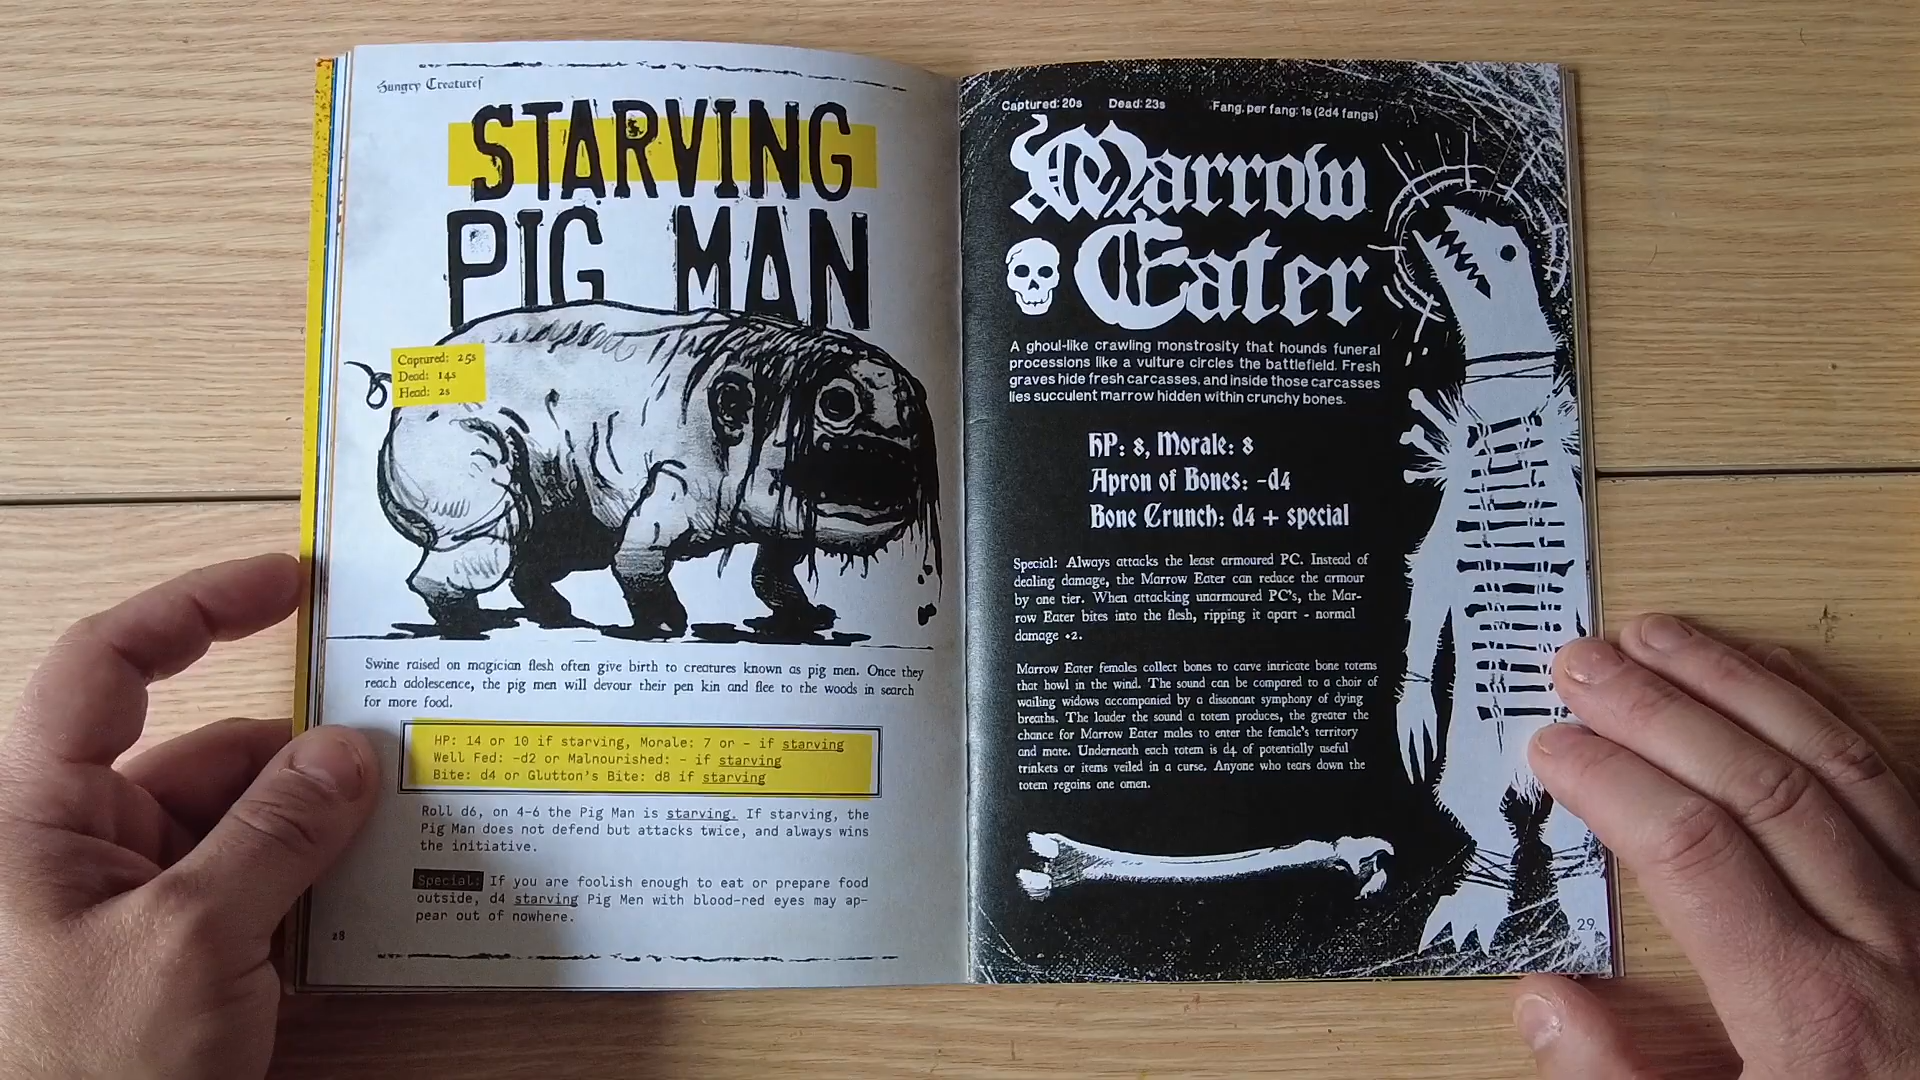 Hungry Creatures
STARVING
PIG MAN
Captured: 25s
Dead: 14s
Head: 2s
Swine raised on magician flesh often give birth to creatures known as pig men. Once they
reach adolescence, the pig men will devour their pen kin and flee to the woods in search
for more food.
HP: 14 or 10 if starving, Morale: 7 or - if starving
Well Fed: -d2 or Malnourished: - if starving
Bite: d4 or Glutton's Bite: d8 if starving
Roll d6, on 4-6 the Pig Man is starving. If starving, the
Pig Man does not defend but attacks twice, and always wins
the initiative.
Special: If you are foolish enough to eat or prepare food
outside, d4 starving Pig Men with blood-red eyes may ap-
pear out of nowhere.
28
Captured: 20s Dead: 23s Fang, per fang: 1s (2d4 fangs)
Marrow
Eater
A ghoul-like crawling monstrosity that hounds funeral
processions like a vulture circles the battlefield. Fresh
graves hide fresh carcasses, and inside those carcasses
lies succulent marrow hidden within crunchy bones.
HP: 8, Morale: 8
Apron of Bones: -d4
Bone Crunch: d4 + special
Special: Always attacks the least armoured PC. Instead of
dealing damage, the Marrow Eater can reduce the armour
by one tier. When attacking unarmoured PC's, the Mar-
row Eater bites into the flesh, ripping it apart - normal
damage +2.
Marrow Eater females collect bones to carve intricate bone totems
that howl in the wind. The sound can be compared to a choir of
wailing widows accompanied by a dissonant symphony of dying
breaths. The louder the sound a totem produces, the greater the
chance for Marrow Eater males to enter the female's territory
and mate. Underneath each totem is d4 of potentially useful
trinkets or items veiled in a curse. Anyone who tears down the
totem regains one omen.
29